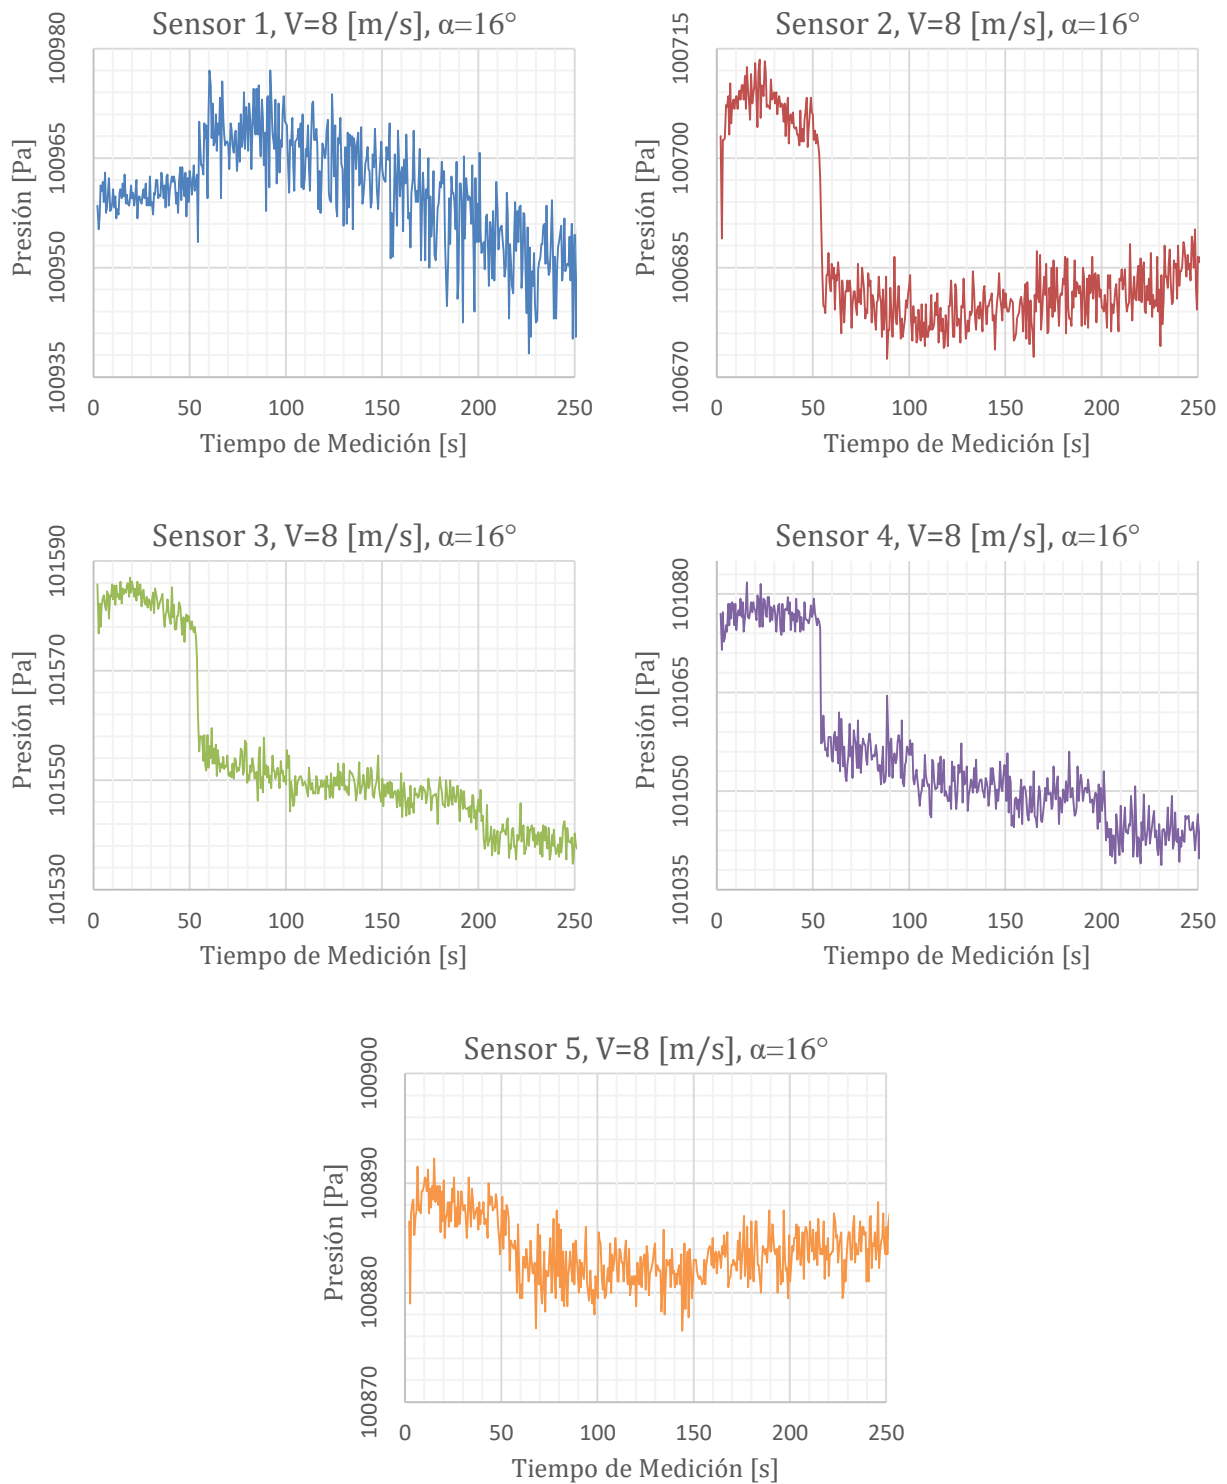 Sensor 1, V=8 [m/s], α=16°
Presión [Pa]
100980
100965
100950
100935
0 50 100 150 200 250
Tiempo de Medición [s]
Sensor 2, V=8 [m/s], α=16°
Presión [Pa]
100715
100700
100685
100670
0 50 100 150 200 250
Tiempo de Medición [s]
Sensor 3, V=8 [m/s], α=16°
Presión [Pa]
101590
101570
101550
101530
0 50 100 150 200 250
Tiempo de Medición [s]
Sensor 4, V=8 [m/s], α=16°
Presión [Pa]
101080
101065
101050
101035
0 50 100 150 200 250
Tiempo de Medición [s]
Sensor 5, V=8 [m/s], α=16°
Presión [Pa]
100900
100890
100880
100870
0 50 100 150 200 250
Tiempo de Medición [s]